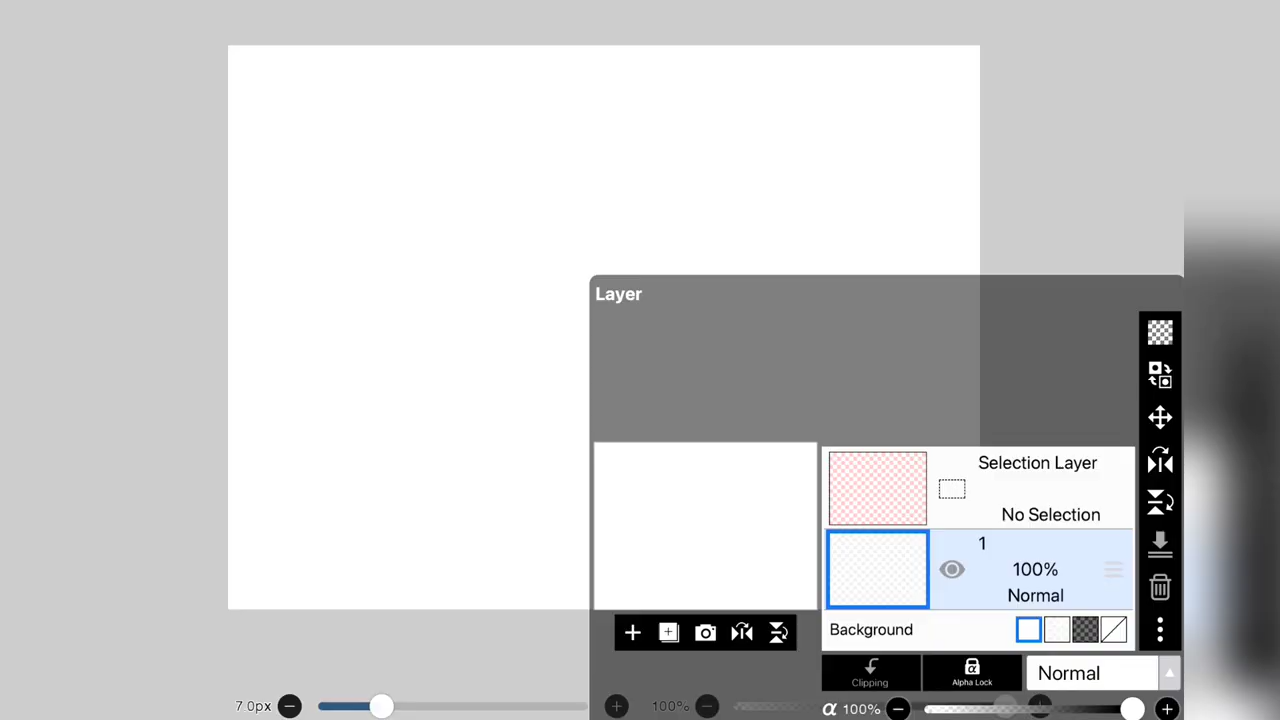 Layer
Selection Layer
No Selection
1
100%
Normal
Background
Clipping
α
Alpha Lock
Normal
7.0px
100%
α 100%